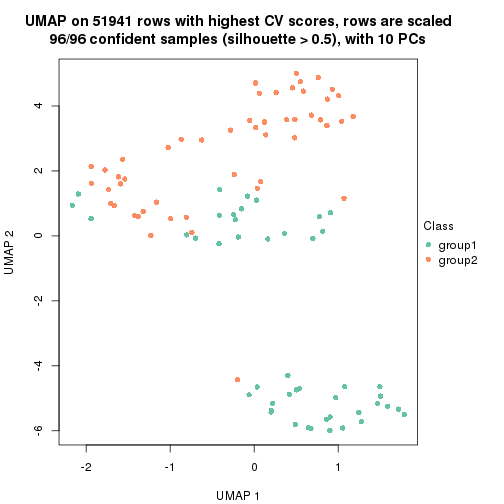 UMAP on 51941 rows with highest CV scores, rows are scaled
96/96 confident samples (silhouette > 0.5), with 10 PCs
4
2
0
-2
-4
-6
UMAP 2
-2
-1
0
1
UMAP 1
Class
group1
group2